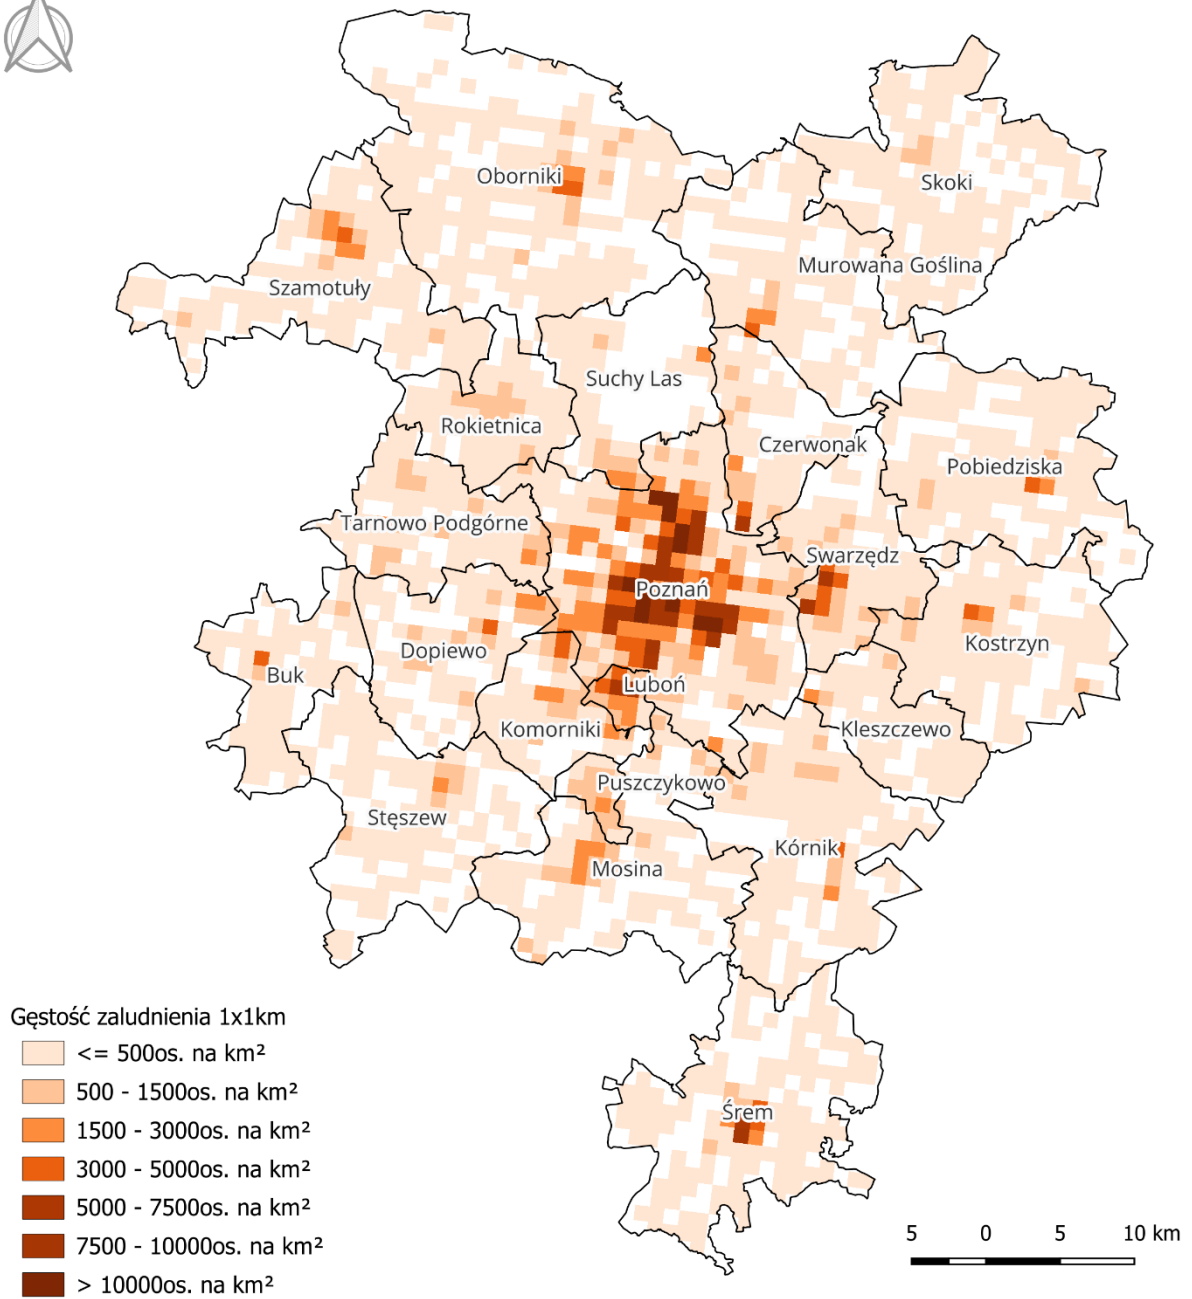 Oborniki
Skoki
Murowana Goślina
Szamotuły
Suchy Las
Rokietnica
Czerwonak
Pobiedziska
Tarnowo Podgórne
Swarzędz
Poznań
Kostrzyn
Dopiewo
Buk
Luboń
Komorniki
Kleszczewo
Puszczykowo
Stęszew
Kórnik
Mosina
Śrem
Gęstość zaludnienia 1x1km
<= 500os. na km²
500 - 1500os. na km²
1500 - 3000os. na km²
3000 - 5000os. na km²
5000 - 7500os. na km²
7500 - 10000os. na km²
> 10000os. na km²
5 0 5 10 km